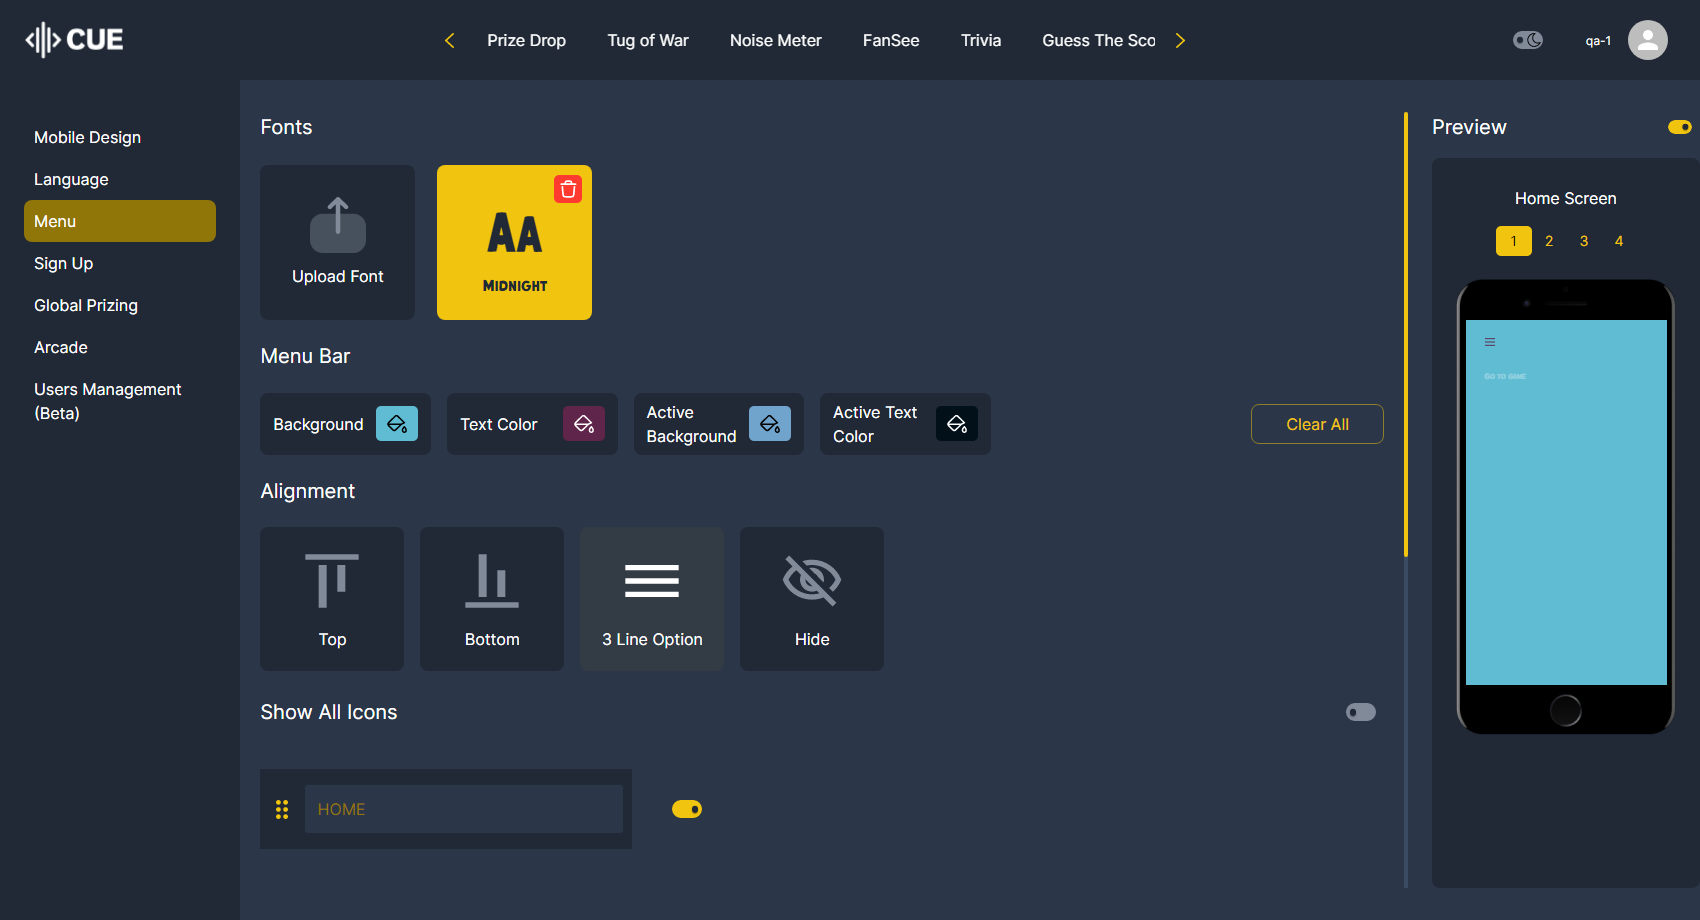 CUE
Prize Drop
Tug of War
Noise Meter
FanSee
Trivia
Guess The Sco
qa-1
Mobile Design
Language
Menu
Sign Up
Global Prizing
Arcade
Users Management
(Beta)
Fonts
Upload Font
AA
MIDNIGHT
Menu Bar
Background
Text Color
Active
Background
Active Text
Color
Clear All
Alignment
Top
Bottom
3 Line Option
Hide
Show All Icons
HOME
Preview
Home Screen
1 2 3 4
GO TO GAME